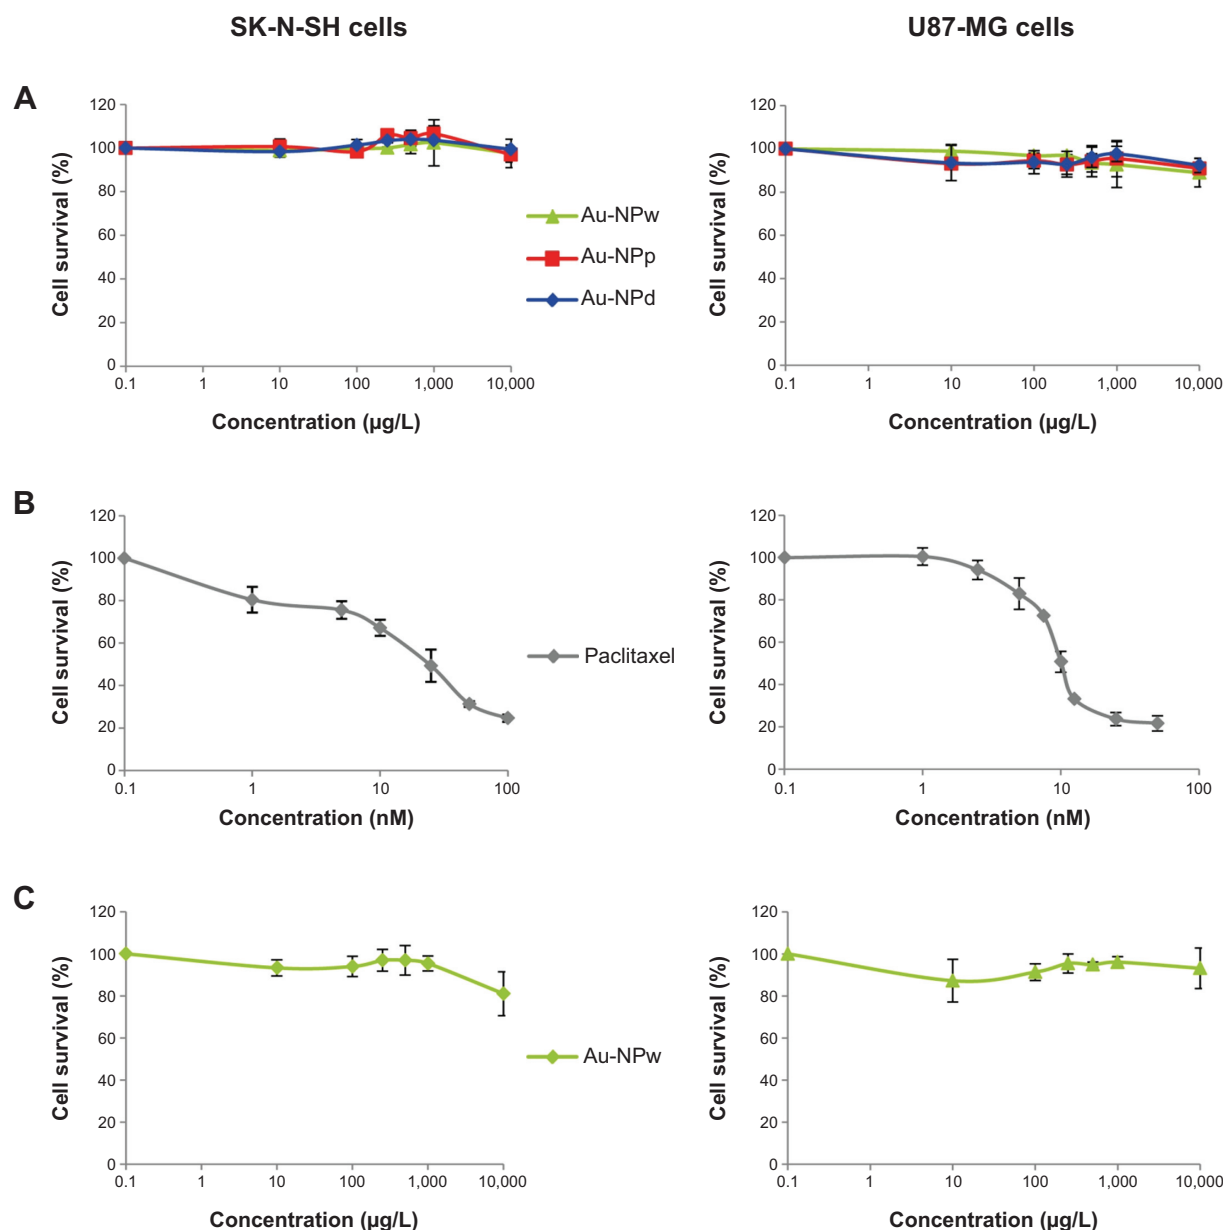 SK-N-SH cells
U87-MG cells
A
Cell survival (%)
120
100
80
60
40
20
0
0.1 1 10 100 1,000 10,000
Concentration (µg/L)
Au-NPw
Au-NPp
Au-NPd
Cell survival (%)
120
100
80
60
40
20
0
0.1 1 10 100 1,000 10,000
Concentration (µg/L)
B
Cell survival (%)
120
100
80
60
40
20
0
0.1 1 10 100
Concentration (nM)
Paclitaxel
Cell survival (%)
120
100
80
60
40
20
0
0.1 1 10 100
Concentration (nM)
C
Cell survival (%)
120
100
80
60
40
20
0
0.1 1 10 100 1,000 10,000
Concentration (µg/L)
Au-NPw
Cell survival (%)
120
100
80
60
40
20
0
0.1 1 10 100 1,000 10,000
Concentration (µg/L)